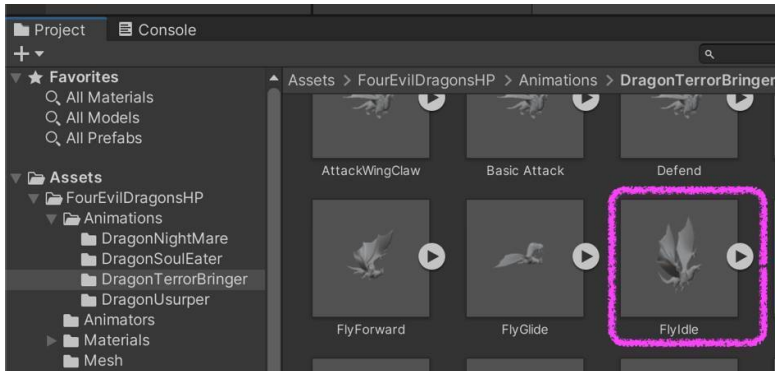 Project
Console
Favorites
All Materials
All Models
All Prefabs
Assets
FourEvilDragonsHP
Animations
DragonNightMare
DragonSoulEater
DragonTerrorBringer
DragonUsurper
Animators
Materials
Mesh
Assets > FourEvilDragonsHP > Animations > DragonTerrorBringer
AttackWingClaw
Basic Attack
Defend
FlyForward
FlyGlide
FlyIdle